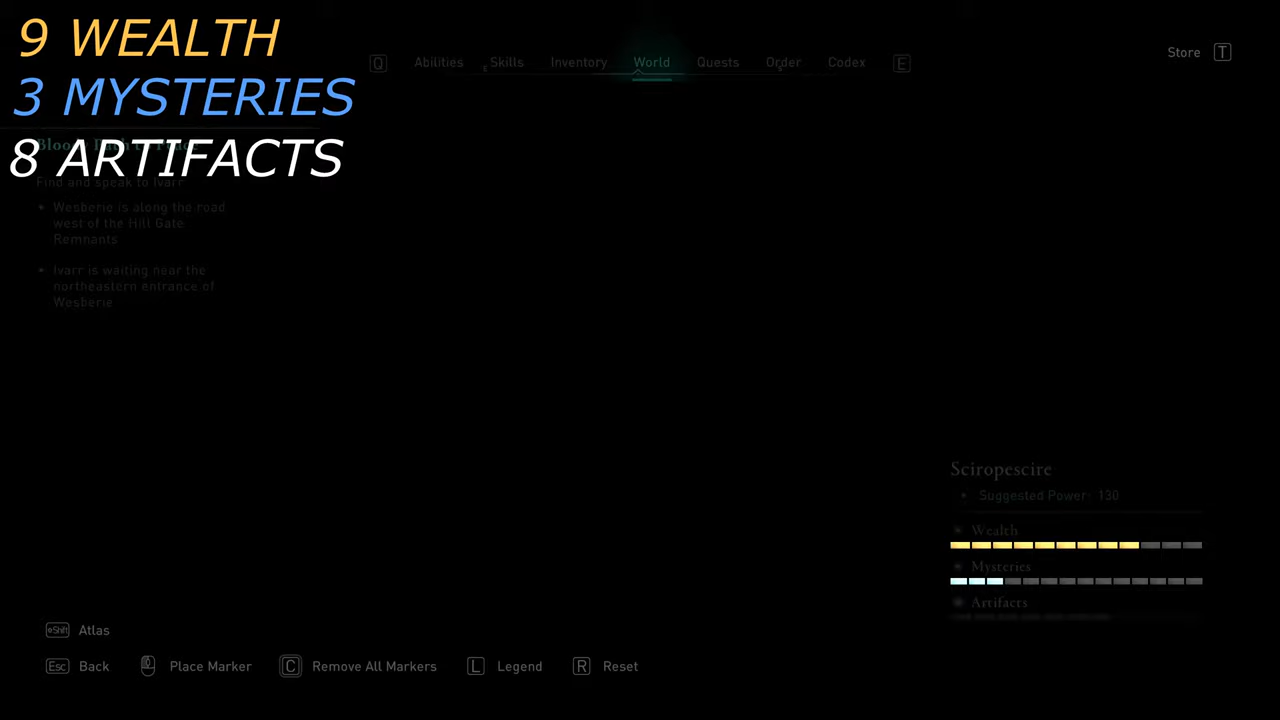 9 WEALTH
3 MYSTERIES
8 ARTIFACTS
Q Abilities Skills Inventory World Quests Order Codex E
Store T
Find and speak to Ivarr
Wesberie is along the road
west of the Hill Gate
Remnants
Ivarr is waiting near the
northeastern entrance of
Wesberie
Sciropescire
Suggested Power: 130
Wealth
Mysteries
Artifacts
Shift Atlas
Esc Back Place Marker C Remove All Markers L Legend R Reset